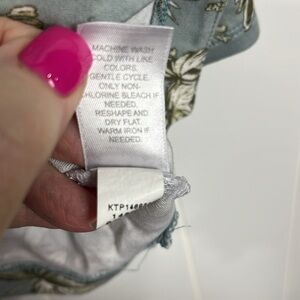 MACHINE WASH
COLD WITH LIKE
COLORS.
GENTLE CYCLE.
ONLY NON-
CHLORINE BLEACH IF
NEEDED.
RESHAPE AND
DRY FLAT.
WARM IRON IF
NEEDED.